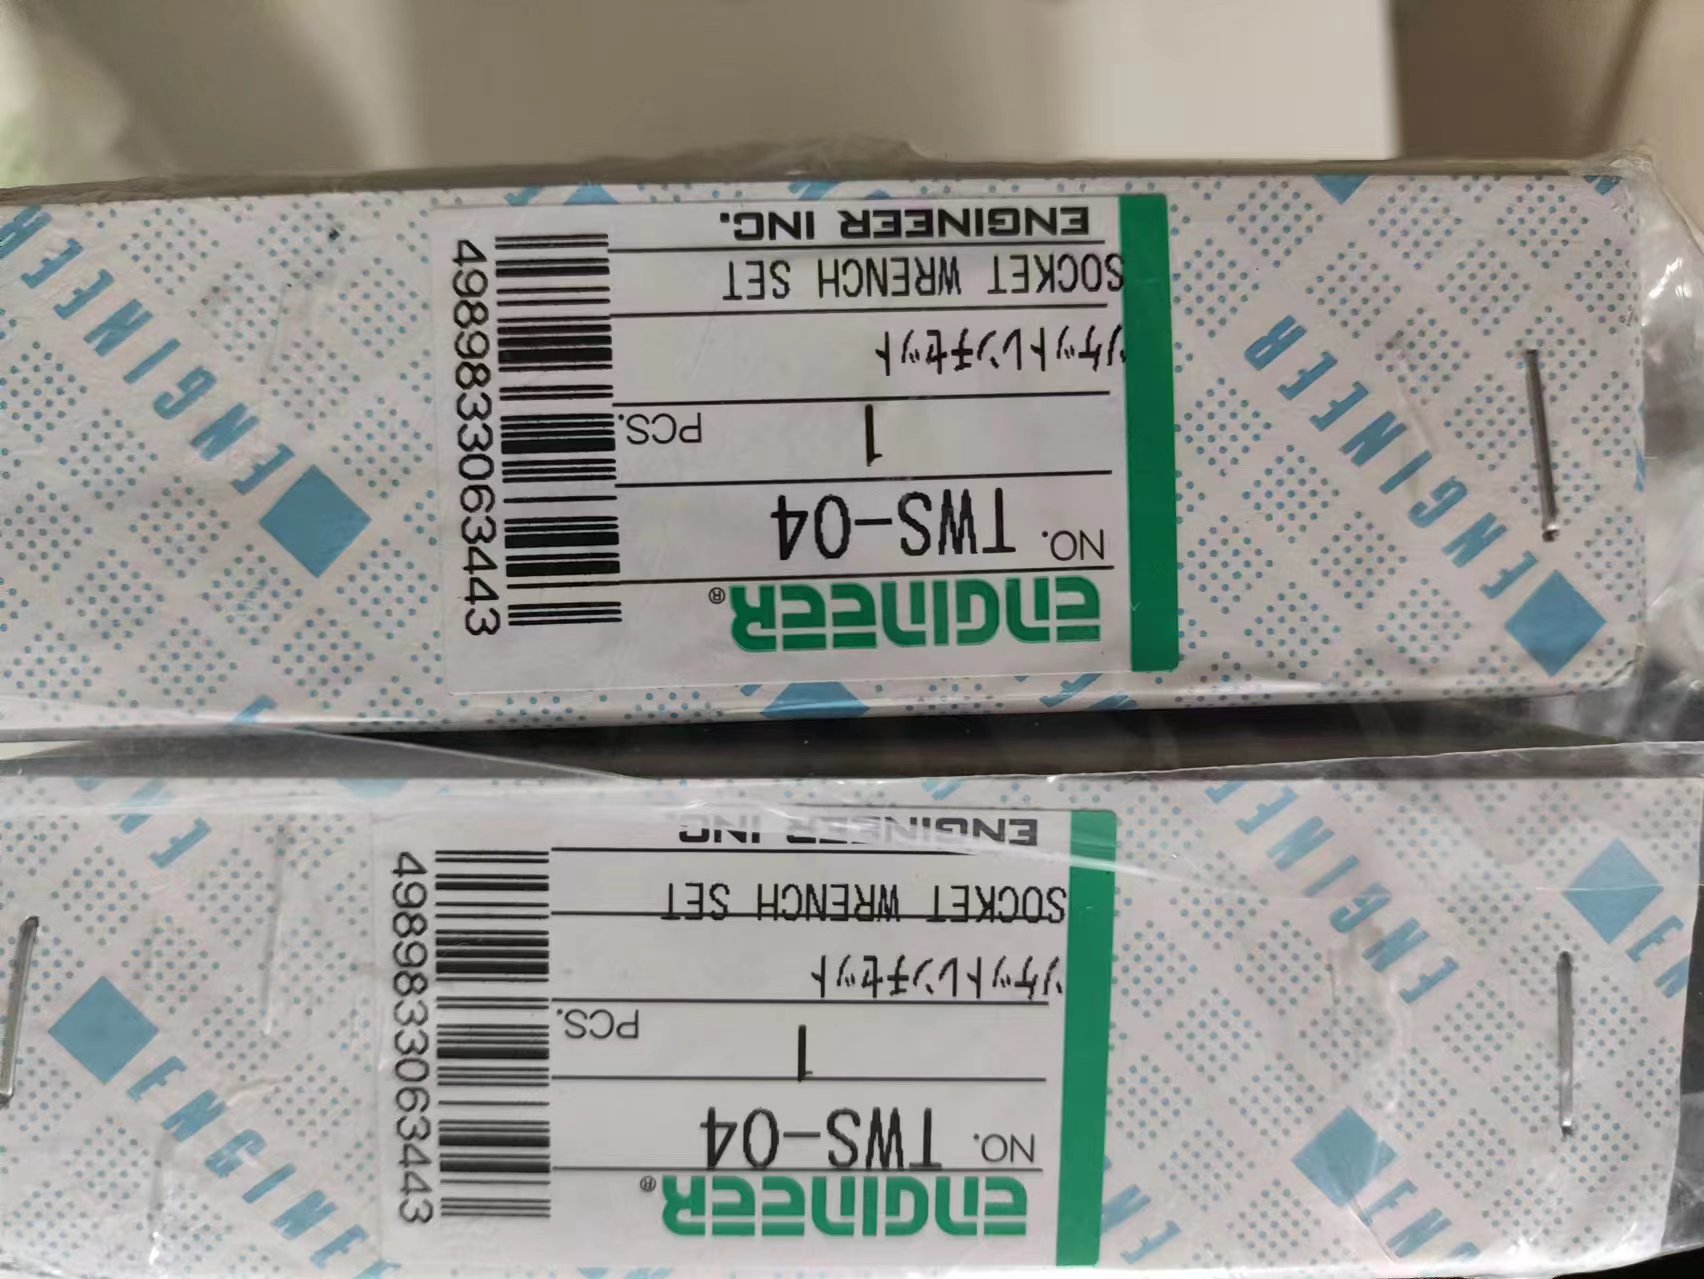 ENGINEER®
NO. TWS-04
1 PCS.
ソケットレンチセット
SOCKET WRENCH SET
ENGINEER INC.
4989833063443
ENGINEER
ENGINEER
ENGINEER®
NO. TWS-04
1 PCS.
ソケットレンチセット
SOCKET WRENCH SET
ENGINEER INC.
4989833063443